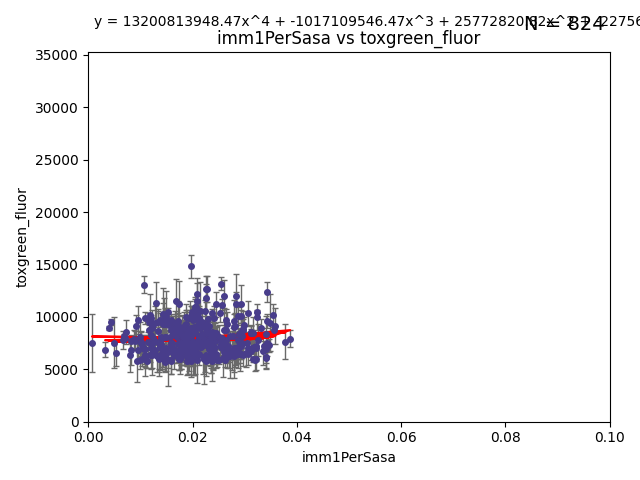 y = 13200813948.47x^4 + -1017109546.47x^3 + 25772820
N = 824
imm1PerSasa vs toxgreen_fluor
35000
30000
25000
20000
15000
10000
5000
0
toxgreen_fluor
0.00 0.02 0.04 0.06 0.08 0.10
imm1PerSasa